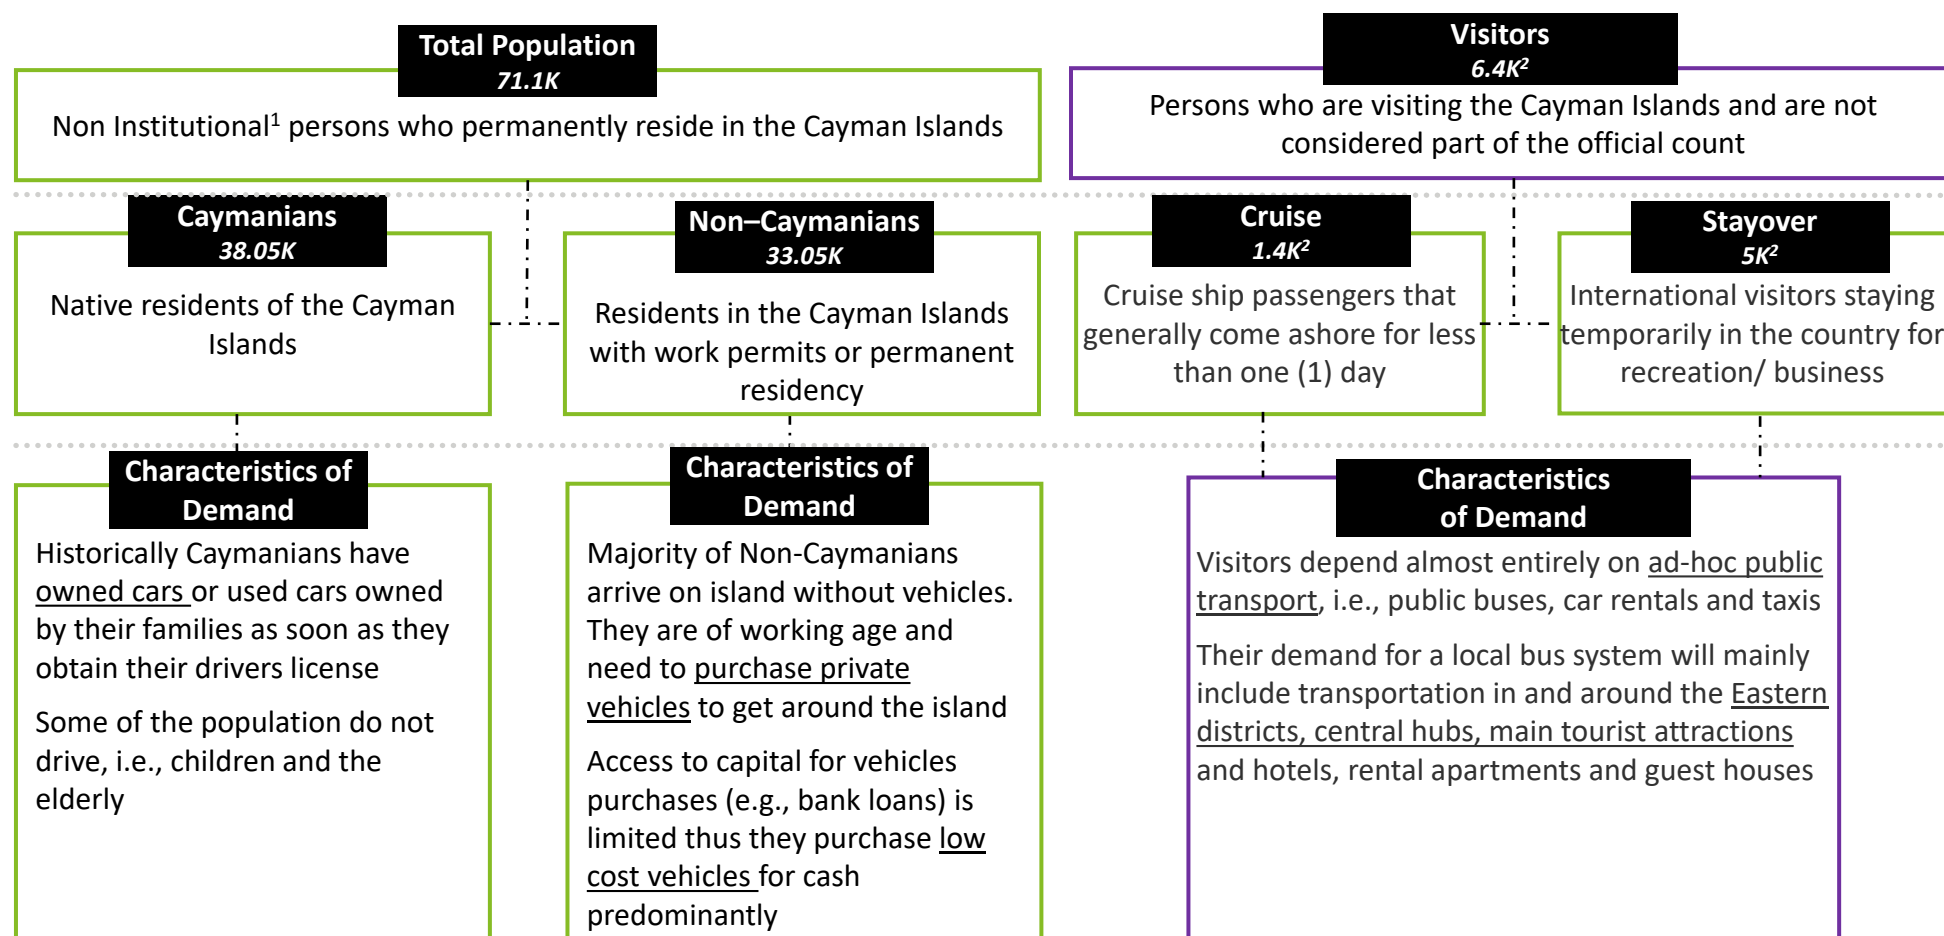 Total Population
71.1K
Non Institutional¹ persons who permanently reside in the Cayman Islands
Visitors
6.4K²
Persons who are visiting the Cayman Islands and are not
considered part of the official count
Caymanians
38.05K
Native residents of the Cayman
Islands
Non–Caymanians
33.05K
Residents in the Cayman Islands
with work permits or permanent
residency
Cruise
1.4K²
Cruise ship passengers that
generally come ashore for less
than one (1) day
Stayover
5K²
International visitors staying
temporarily in the country for
recreation/ business
Characteristics of
Demand
Historically Caymanians have
owned cars or used cars owned
by their families as soon as they
obtain their drivers license
Some of the population do not
drive, i.e., children and the
elderly
Characteristics of
Demand
Majority of Non-Caymanians
arrive on island without vehicles.
They are of working age and
need to purchase private
vehicles to get around the island
Access to capital for vehicles
purchases (e.g., bank loans) is
limited thus they purchase low
cost vehicles for cash
predominantly
Characteristics
of Demand
Visitors depend almost entirely on ad-hoc public
transport, i.e., public buses, car rentals and taxis
Their demand for a local bus system will mainly
include transportation in and around the Eastern
districts, central hubs, main tourist attractions
and hotels, rental apartments and guest houses